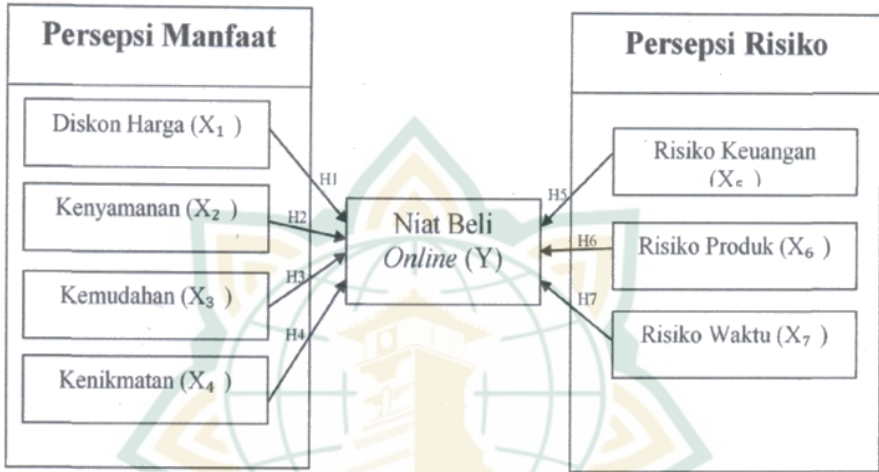 Persepsi Manfaat
Diskon Harga (X₁ )
Kenyamanan (X₂ )
Kemudahan (X₃ )
Kenikmatan (X₄ )
H1
H2
H3
H4
Niat Beli
Online (Y)
Persepsi Risiko
Risiko Keuangan
(X₅ )
Risiko Produk (X₆ )
Risiko Waktu (X₇ )
H5
H6
H7